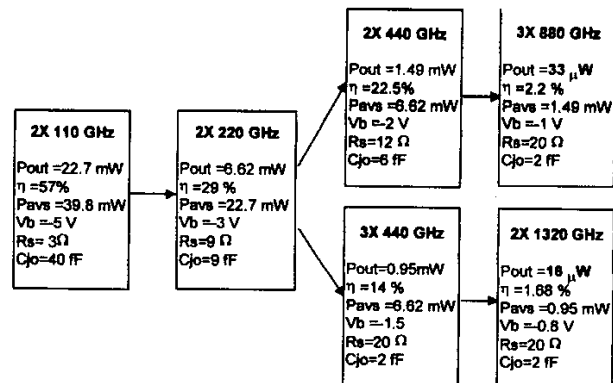 2X 110 GHz
Pout=22.7 mW
η=57%
Pavs=39.8 mW
Vb=-5 V
Rs= 3Ω
Cjo=40 fF
2X 220 GHz
Pout=6.62 mW
η=29 %
Pavs=22.7 mW
Vb=-3 V
Rs=9 Ω
Cjo=9 fF
2X 440 GHz
Pout =1.49 mW
η=22.5%
Pavs=6.62 mW
Vb =-2 V
Rs=12 Ω
Cjo=6 fF
3X 880 GHz
Pout =33 μW
η=2.2 %
Pavs=1.49 mW
Vb =-1 V
Rs=20 Ω
Cjo=2 fF
3X 440 GHz
Pout=0.95mW
η=14 %
Pavs=6.62 mW
Vb=-1.5
Rs=20 Ω
Cjo=2 fF
2X 1320 GHz
Pout =16 μW
η=1.68 %
Pavs=0.95 mW
Vb =-0.8 V
Rs=20 Ω
Cjo=2 fF